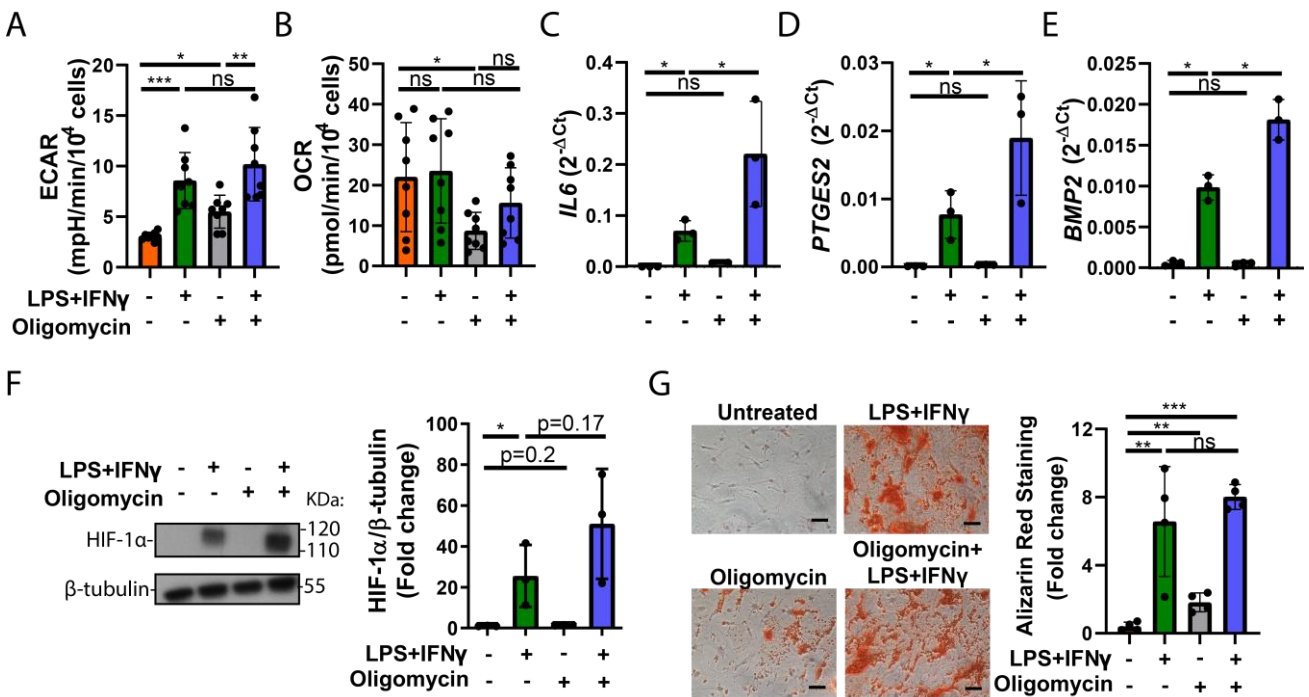 A
B
C
D
E
ECAR
(mpH/min/10⁴ cells)
20
15
10
5
0
*
**
***
ns
LPS+IFNγ - + - +
Oligomycin - - + +
OCR
(pmol/min/10⁴ cells)
50
40
30
20
10
0
ns
*
ns ns
ns
- + - +
- - + +
IL6 (2^-ΔCt)
0.4
0.3
0.2
0.1
0.0
* *
ns
- + - +
- - + +
PTGES2 (2^-ΔCt)
0.03
0.02
0.01
0.00
* *
ns
- + - +
- - + +
BMP2 (2^-ΔCt)
0.025
0.020
0.015
0.010
0.005
0.000
* *
ns
- + - +
- - + +
F
LPS+IFNγ - + - +
Oligomycin - - + + KDa:
HIF-1α- -120
-110
β-tubulin- -55
HIF-1α/β-tubulin
(Fold change)
100
80
60
40
20
0
* p=0.17
p=0.2
LPS+IFNγ - + - +
Oligomycin - - + +
G
Untreated LPS+IFNγ
Oligomycin+
Oligomycin LPS+IFNγ
Alizarin Red Staining
(Fold change)
12
8
4
0
***
**
** ns
LPS+IFNγ - + - +
Oligomycin - - + +